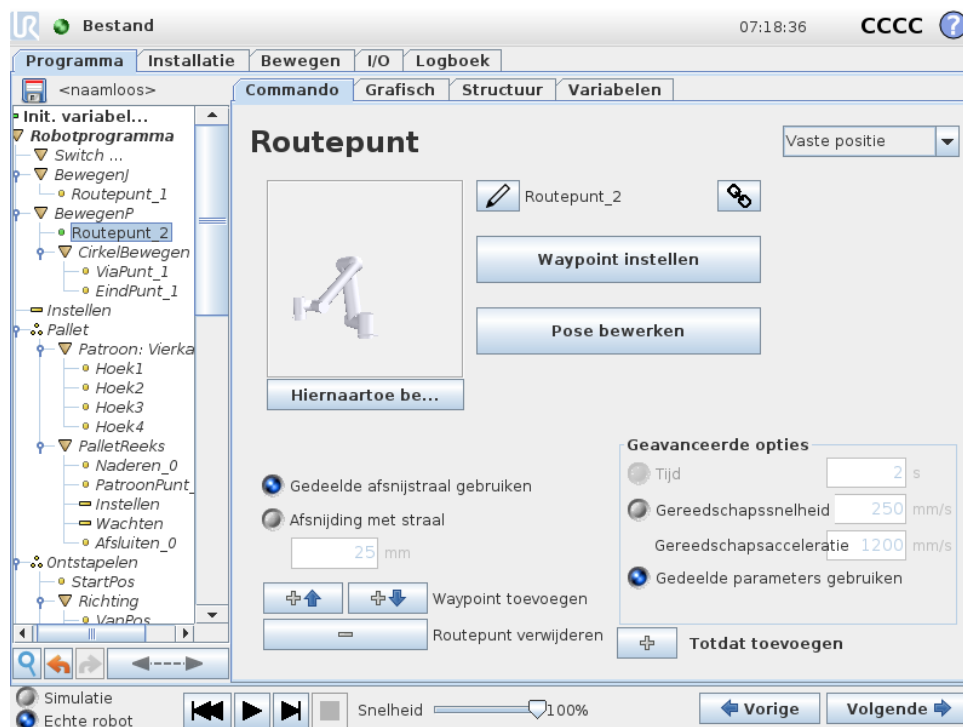 UR Bestand 07:18:36 CCCC ?
Programma Installatie Bewegen I/O Logboek
<naamloos>
Commando Grafisch Structuur Variabelen
Init. variabel...
Robotprogramma
Switch ...
BewegenJ
Routepunt_1
BewegenP
Routepunt_2
CirkelBewegen
ViaPunt_1
EindPunt_1
Instellen
Pallet
Patroon: Vierka
Hoek1
Hoek2
Hoek3
Hoek4
PalletReeks
Naderen_0
PatroonPunt_
Instellen
Wachten
Afsluiten_0
Ontstapelen
StartPos
Richting
VanPos
Routepunt
Vaste positie
Routepunt_2
Waypoint instellen
Pose bewerken
Hiernaartoe be...
Gedeelde afsnijstraal gebruiken
Afsnijding met straal
25 mm
Waypoint toevoegen
Routepunt verwijderen
Geavanceerde opties
Tijd 2 s
Gereedschapssnelheid 250 mm/s
Gereedschapsacceleratie 1200 mm/s
Gedeelde parameters gebruiken
Totdat toevoegen
Simulatie
Echte robot
Snelheid 100%
Vorige
Volgende